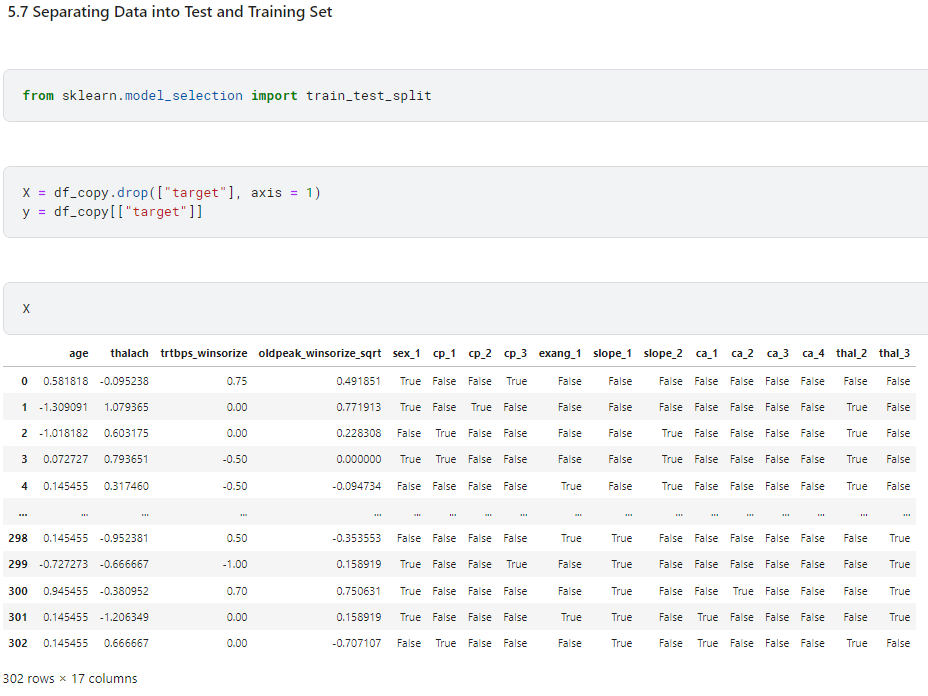 5.7 Separating Data into Test and Training Set
from sklearn.model_selection import train_test_split
X = df_copy.drop(["target"], axis = 1)
y = df_copy[["target"]]
X
age thalach trtbps_winsorize oldpeak_winsorize_sqrt sex_1 cp_1 cp_2 cp_3 exang_1 slope_1 slope_2 ca_1 ca_2 ca_3 ca_4 thal_2 thal_3
0 0.581818 -0.095238 0.75 0.491851 True False False True False False False False False False False False False
1 -1.309091 1.079365 0.00 0.771913 True False True False False False False False False False False True False
2 -1.018182 0.603175 0.00 0.228308 False True False False False False True False False False False True False
3 0.072727 0.793651 -0.50 0.000000 True True False False False False True False False False False True False
4 0.145455 0.317460 -0.50 -0.094734 False False False False True False True False False False False True False
... ... ... ... ... ... ... ... ... ... ... ... ... ... ... ... ... ...
298 0.145455 -0.952381 0.50 -0.353553 False False False False True True False False False False False False True
299 -0.727273 -0.666667 -1.00 0.158919 True False False True False True False False False False False False True
300 0.945455 -0.380952 0.70 0.750631 True False False False False True False False True False False False True
301 0.145455 -1.206349 0.00 0.158919 True False False False True True False True False False False False True
302 0.145455 0.666667 0.00 -0.707107 False True False False False True False True False False False True False
302 rows × 17 columns